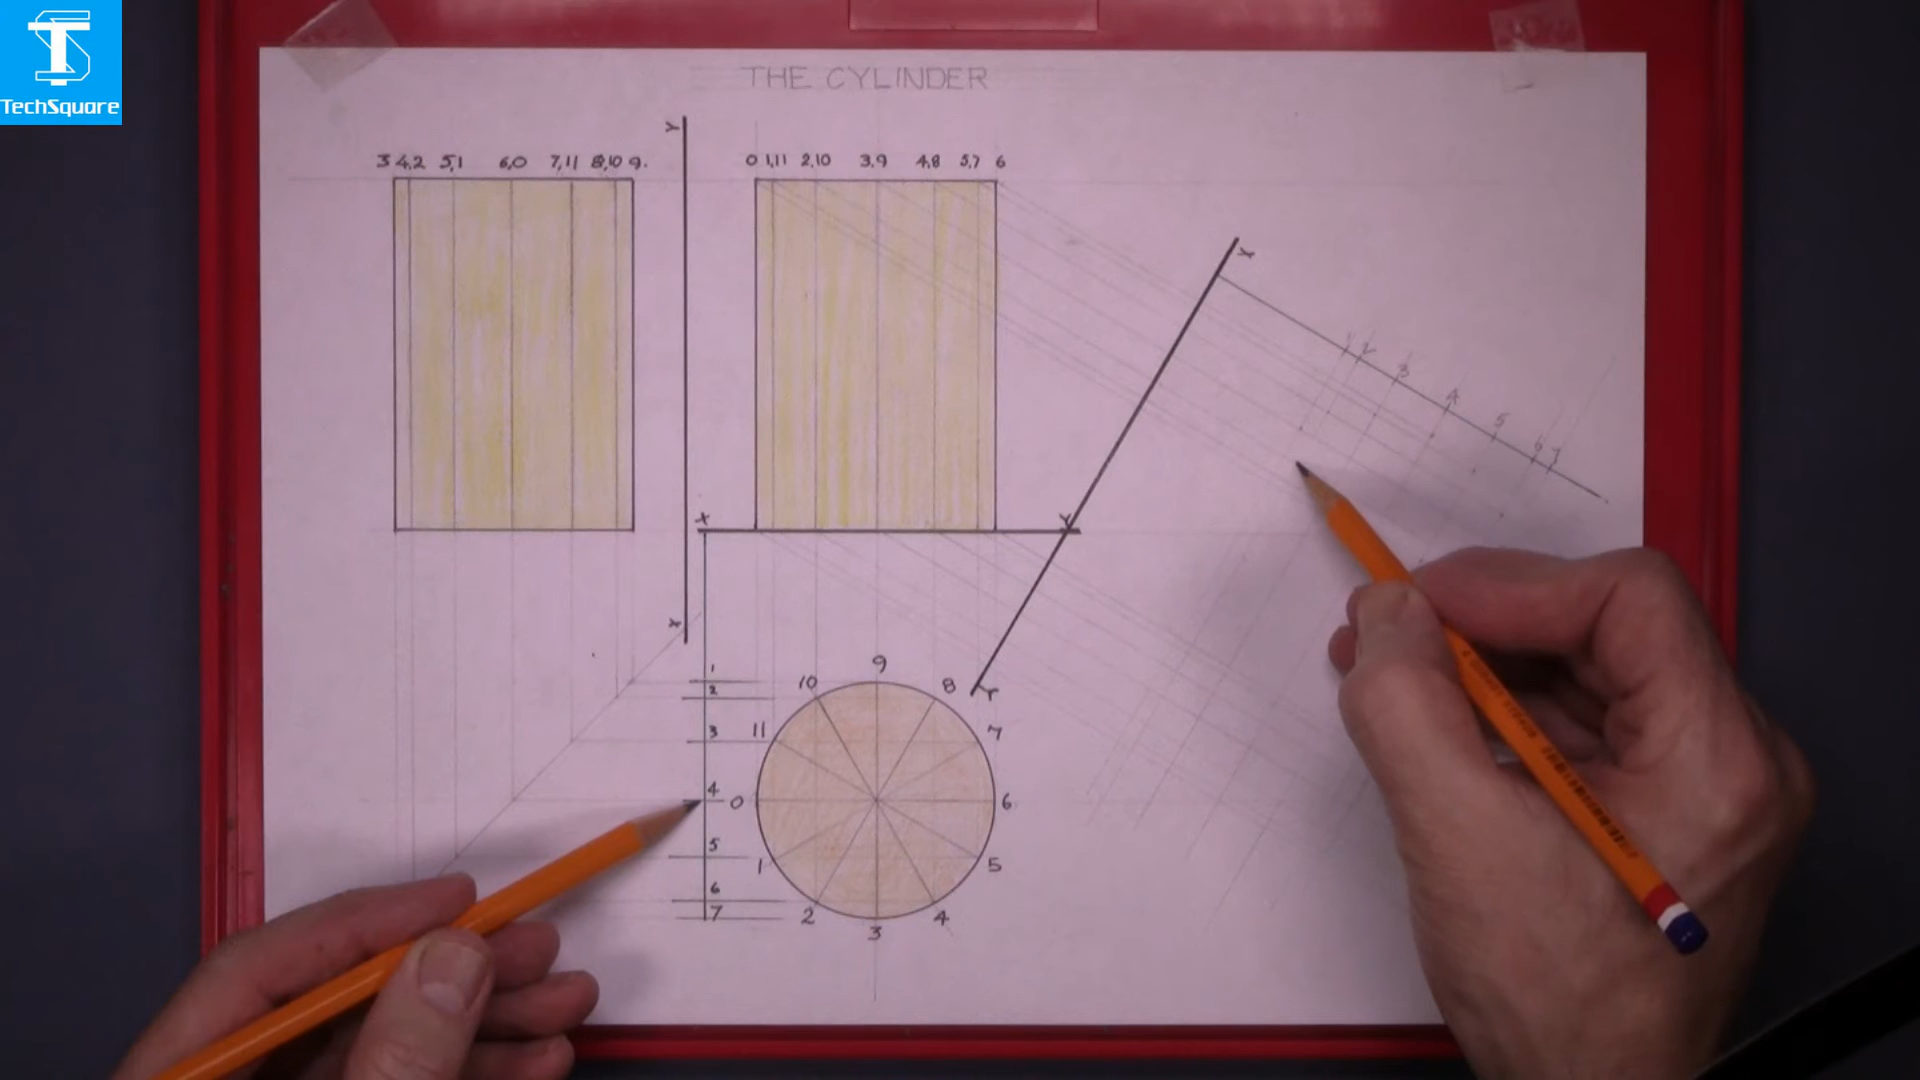 TechSquare
THE CYLINDER
Y
3 4,2 5,1 6,0 7,11 8,10 9.
0 1,11 2,10 3,9 4,8 5,7 6
X
Y
X
Y
1 2 3 4 5 6 7
X
9
10
8
11
7
0
6
1
5
2
4
3
1
2
3
4
5
6
7